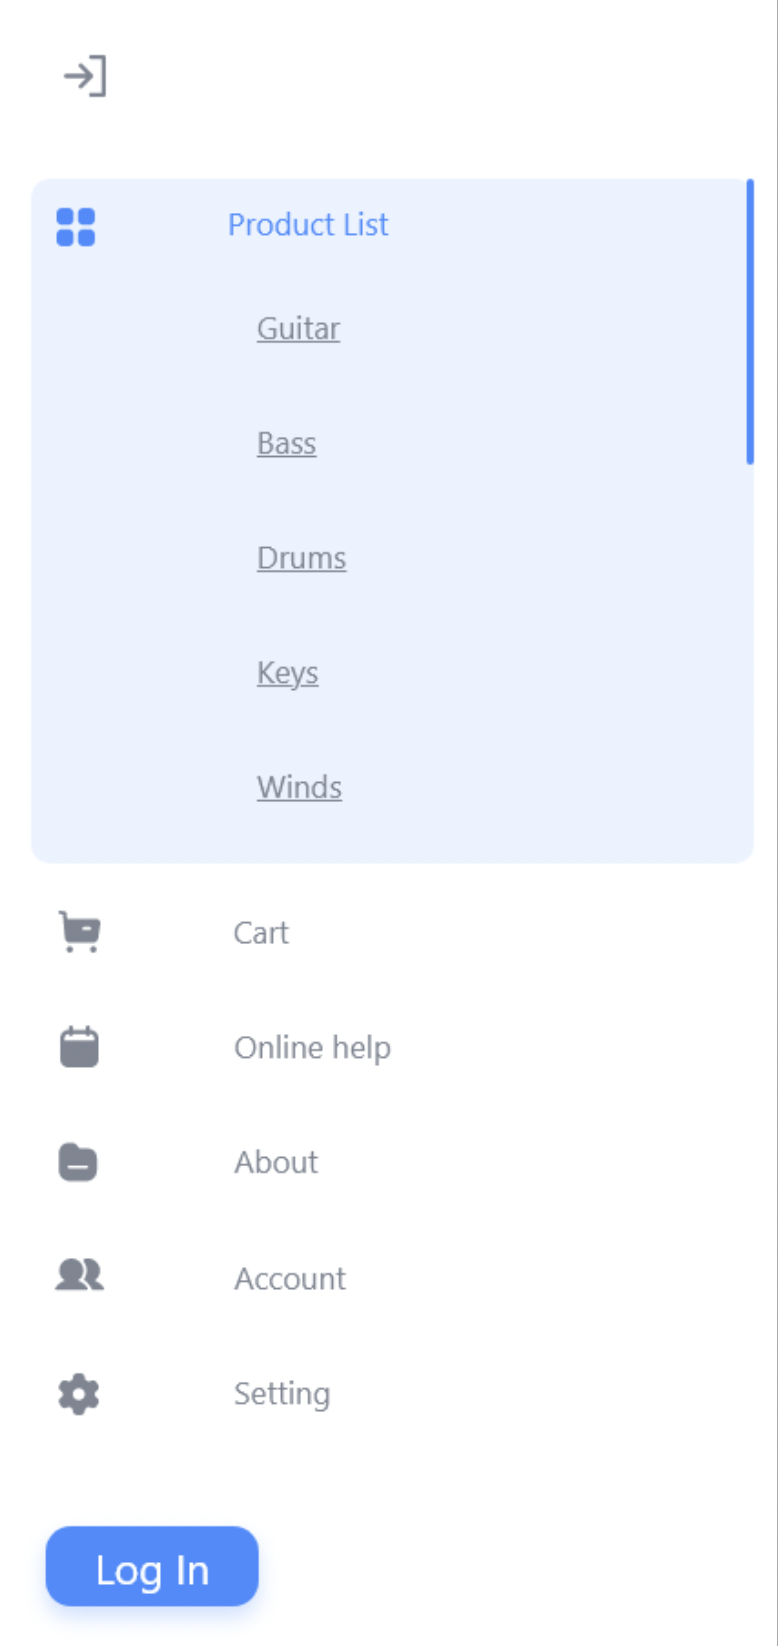 Product List
Guitar
Bass
Drums
Keys
Winds
Cart
Online help
About
Account
Setting
Log In